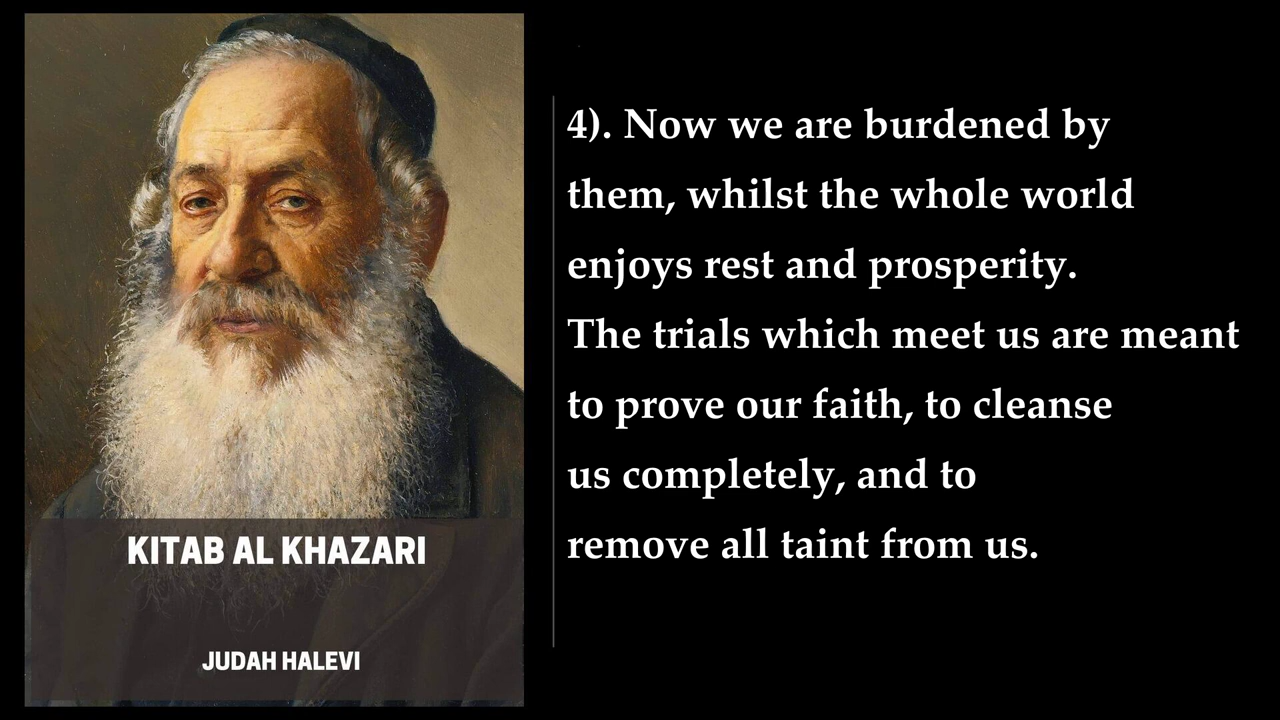 KITAB AL KHAZARI
JUDAH HALEVI
4). Now we are burdened by
them, whilst the whole world
enjoys rest and prosperity.
The trials which meet us are meant
to prove our faith, to cleanse
us completely, and to
remove all taint from us.